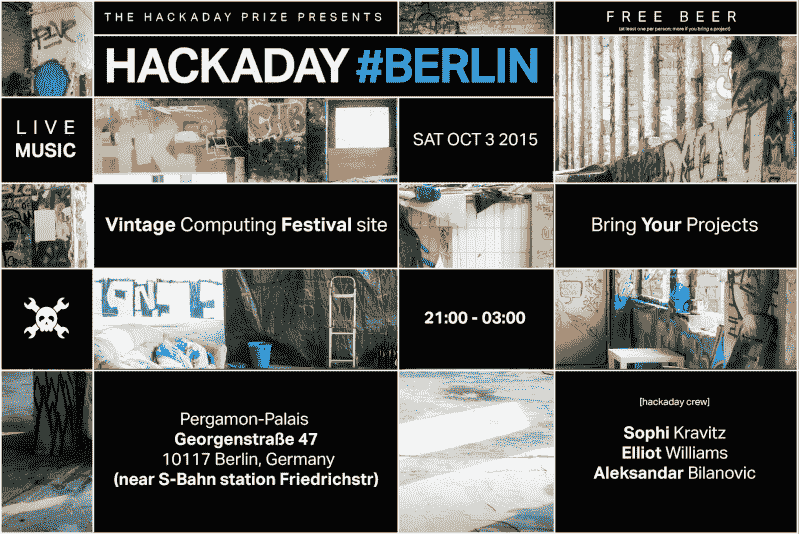 THE HACKADAY PRIZE PRESENTS
FREE BEER
(at least one per person; more if you bring a project)
HACKADAY #BERLIN
LIVE
MUSIC
SAT OCT 3 2015
Vintage Computing Festival site
Bring Your Projects
21:00 - 03:00
Pergamon-Palais
Georgenstraße 47
10117 Berlin, Germany
(near S-Bahn station Friedrichstr)
[hackaday crew]
Sophi Kravitz
Elliot Williams
Aleksandar Bilanovic